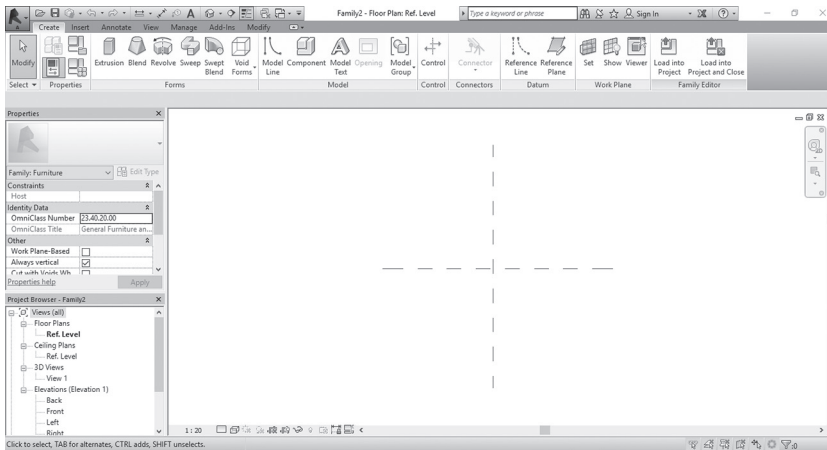 Family2 - Floor Plan: Ref. Level
Type a keyword or phrase
Sign In
Create Insert Annotate View Manage Add-Ins Modify
Modify
Extrusion Blend Revolve Sweep Swept Blend Void Forms
Model Line Component Model Text Opening Model Group
Control Connector Reference Line Reference Plane
Set Show Viewer Load into Project Load into Project and Close
Select Properties Forms Model Control Connectors Datum Work Plane Family Editor
Properties
Family: Furniture
Edit Type
Constraints
Host
Identity Data
OmniClass Number 23.40.20.00
OmniClass Title General Furniture an...
Other
Work Plane-Based
Always vertical
Cut with Voids Wh
Properties help
Apply
Project Browser - Family2
Views (all)
Floor Plans
Ref. Level
Ceiling Plans
Ref. Level
3D Views
View 1
Elevations (Elevation 1)
Back
Front
Left
Right
1 : 20
Click to select, TAB for alternates, CTRL adds, SHIFT unselects.
:0
2D